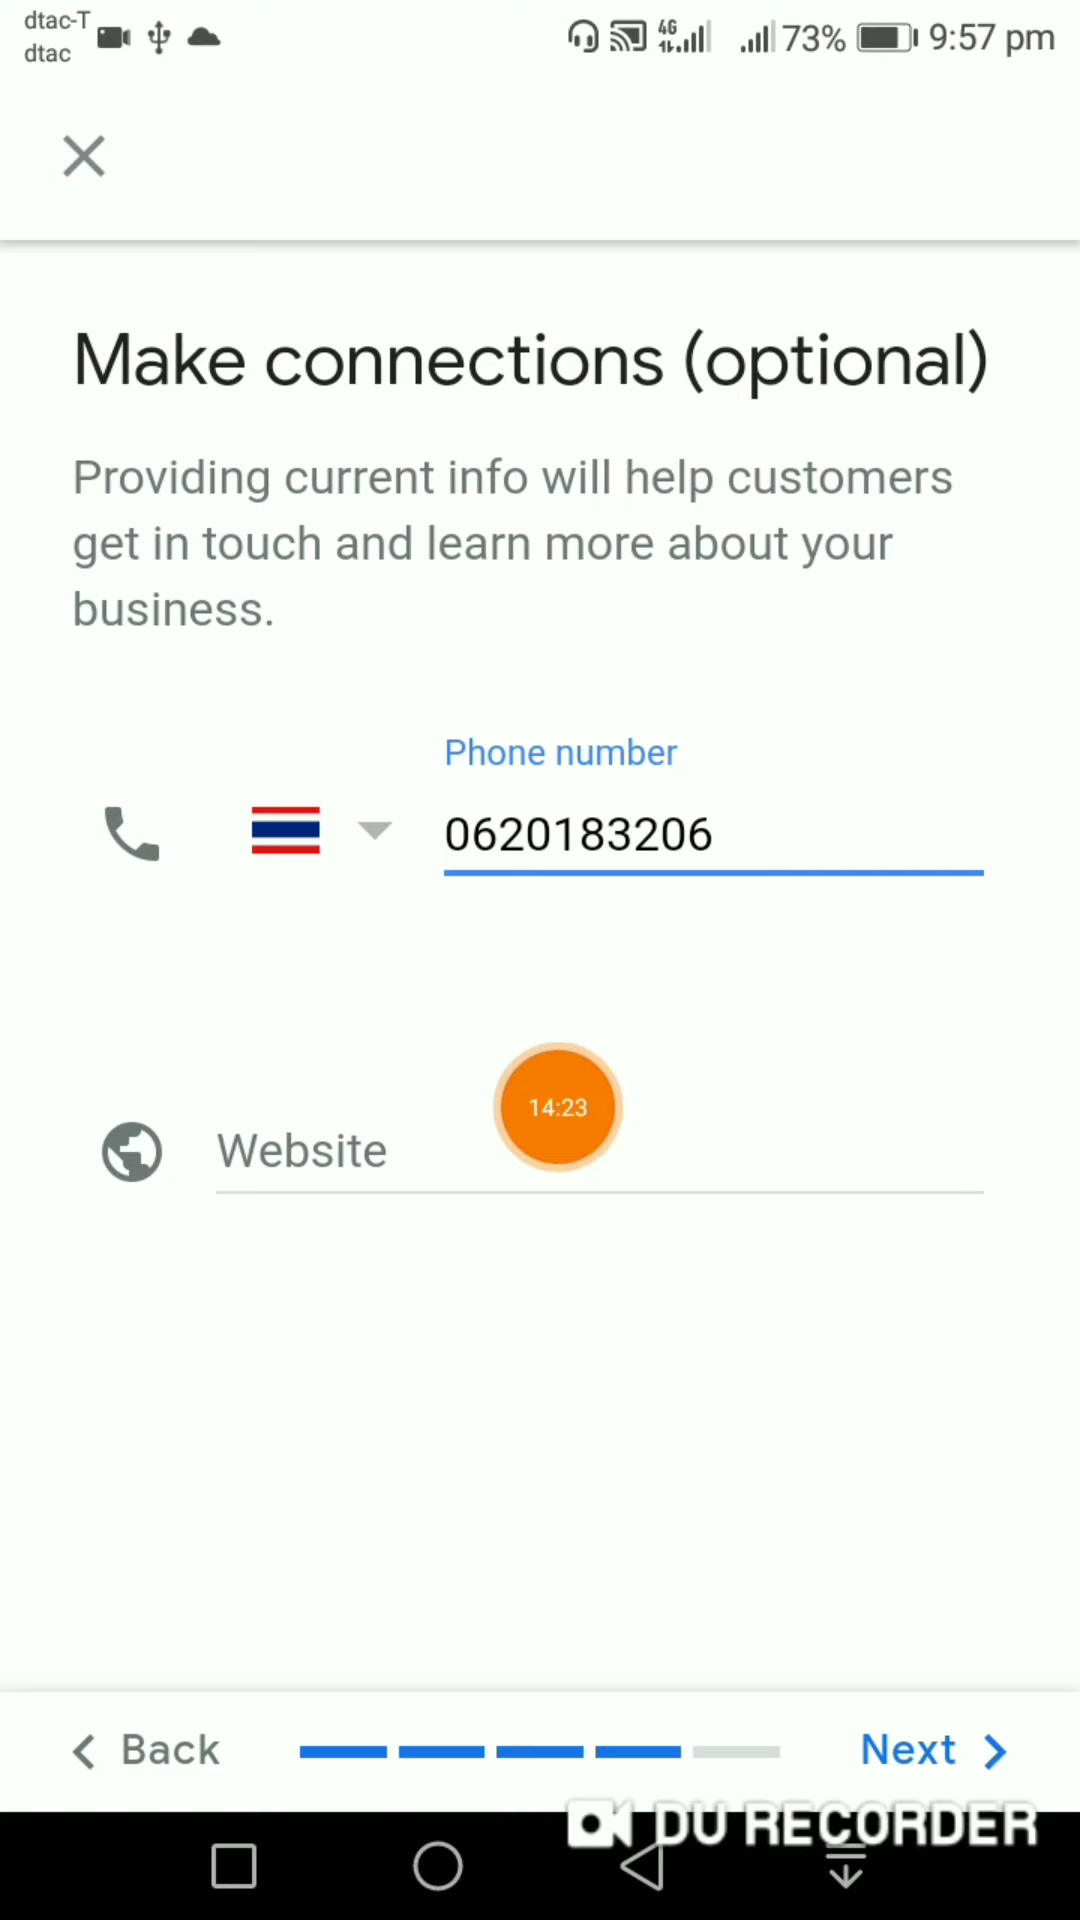 dtac-T
dtac
4G
73%
9:57 pm
Make connections (optional)
Providing current info will help customers
get in touch and learn more about your
business.
Phone number
0620183206
14:23
Website
Back
Next
DU RECORDER